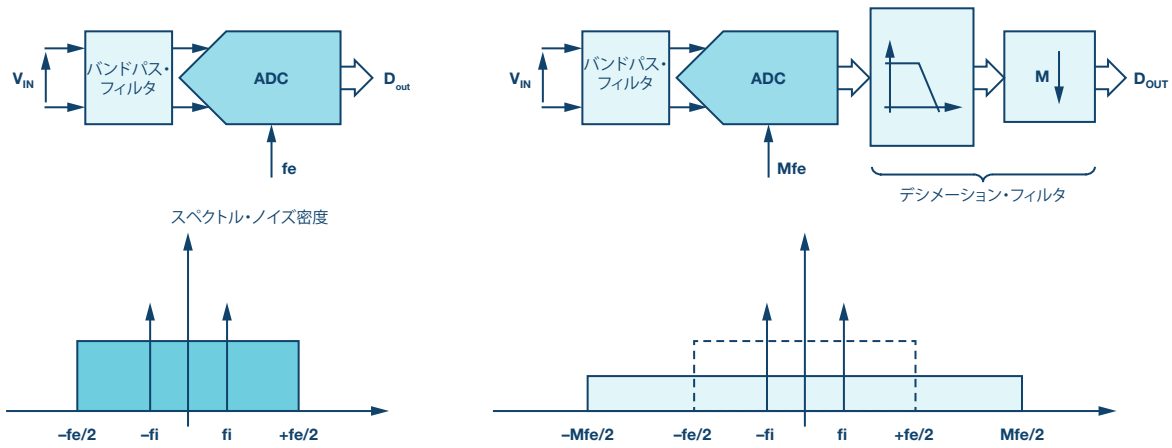 バンドパス・
フィルタ
V_IN
ADC
D_out
fe
バンドパス・
フィルタ
V_IN
ADC
M
D_OUT
Mfe
デシメーション・フィルタ
スペクトル・ノイズ密度
–fe/2
–fi
fi
+fe/2
–Mfe/2
–fe/2
–fi
fi
+fe/2
Mfe/2